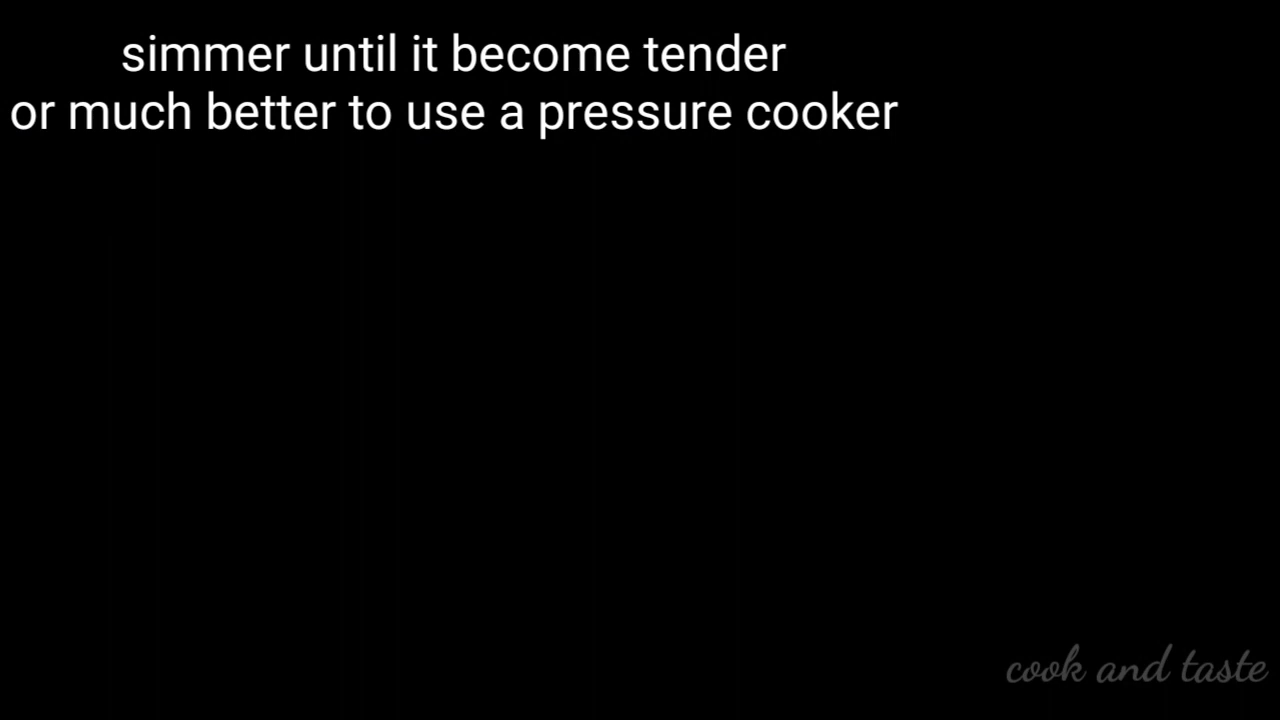 simmer until it become tender
or much better to use a pressure cooker
cook and taste